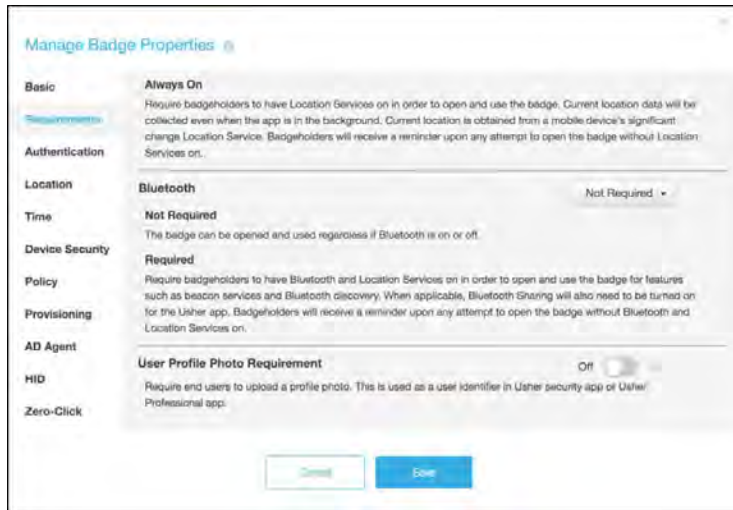 Manage Badge Properties
Basic
Requirements
Authentication
Location
Time
Device Security
Policy
Provisioning
AD Agent
HID
Zero-Click
Always On
Require badgeholders to have Location Services on in order to open and use the badge. Current location data will be
collected even when the app is in the background. Current location is obtained from a mobile device's significant
change Location Service. Badgeholders will receive a reminder upon any attempt to open the badge without Location
Services on.
Bluetooth
Not Required
Not Required
The badge can be opened and used regardless if Bluetooth is on or off.
Required
Require badgeholders to have Bluetooth and Location Services on in order to open and use the badge for features
such as beacon services and Bluetooth discovery. When applicable, Bluetooth Sharing will also need to be turned on
for the Usher app. Badgeholders will receive a reminder upon any attempt to open the badge without Bluetooth and
Location Services on.
User Profile Photo Requirement
Off
Require end users to upload a profile photo. This is used as a user identifier in Usher security app or Usher
Professional app.
Cancel
Save